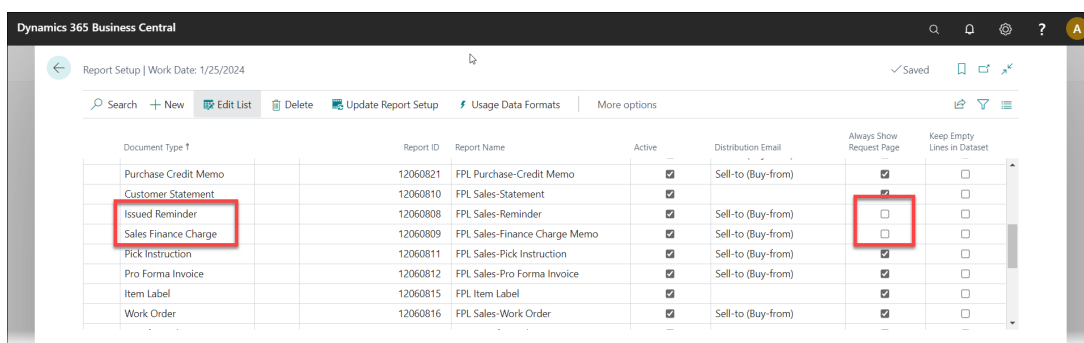 Dynamics 365 Business Central
?
A
Report Setup | Work Date: 1/25/2024
Saved
Search
New
Edit List
Delete
Update Report Setup
Usage Data Formats
More options
Document Type Report ID Report Name Active Distribution Email Always Show Request Page Keep Empty Lines in Dataset
Purchase Credit Memo 12060821 FPL Purchase-Credit Memo Sell-to (Buy-from)
Customer Statement 12060810 FPL Sales-Statement
Issued Reminder 12060808 FPL Sales-Reminder Sell-to (Buy-from)
Sales Finance Charge 12060809 FPL Sales-Finance Charge Memo Sell-to (Buy-from)
Pick Instruction 12060811 FPL Sales-Pick Instruction Sell-to (Buy-from)
Pro Forma Invoice 12060812 FPL Sales-Pro Forma Invoice Sell-to (Buy-from)
Item Label 12060815 FPL Item Label
Work Order 12060816 FPL Sales-Work Order Sell-to (Buy-from)